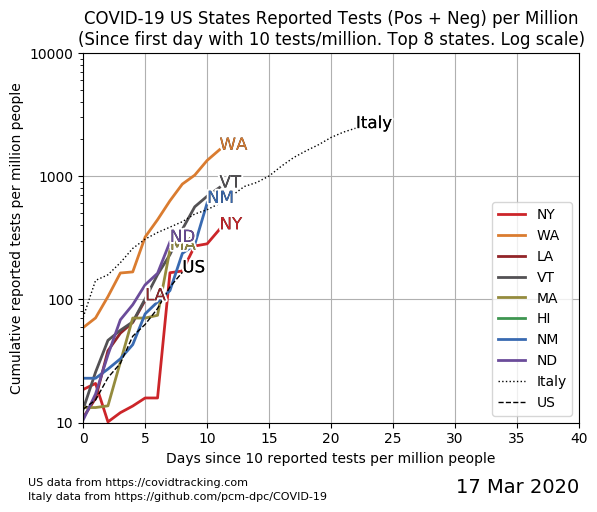 COVID-19 US States Reported Tests (Pos + Neg) per Million
(Since first day with 10 tests/million. Top 8 states. Log scale)
Cumulative reported tests per million people
10000
1000
100
10
Italy
WA
VT
NM
NY
ND
MA
US
LA
NY
WA
LA
VT
MA
HI
NM
ND
Italy
US
0 5 10 15 20 25 30 35 40
Days since 10 reported tests per million people
US data from https://covidtracking.com
Italy data from https://github.com/pcm-dpc/COVID-19
17 Mar 2020